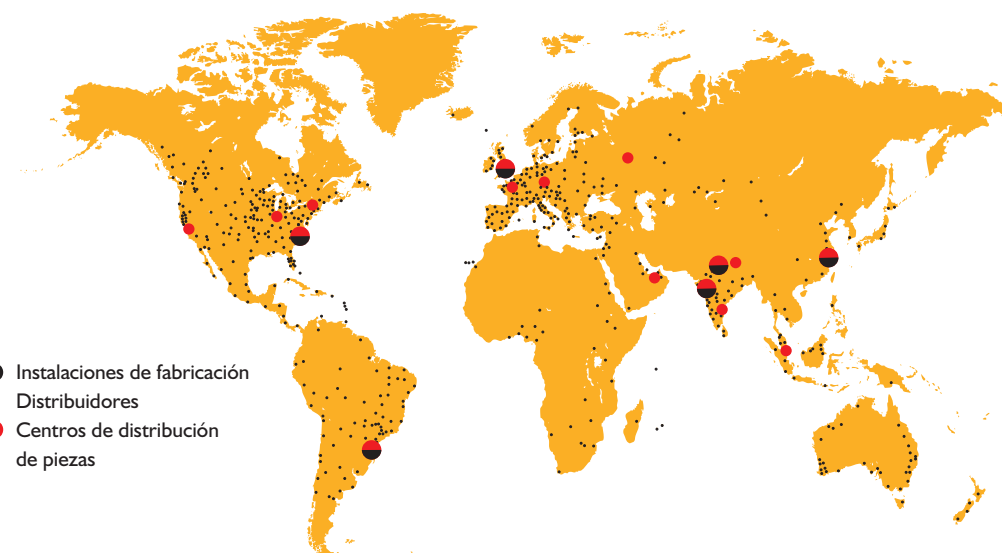 Instalaciones de fabricación
Distribuidores
Centros de distribución
de piezas